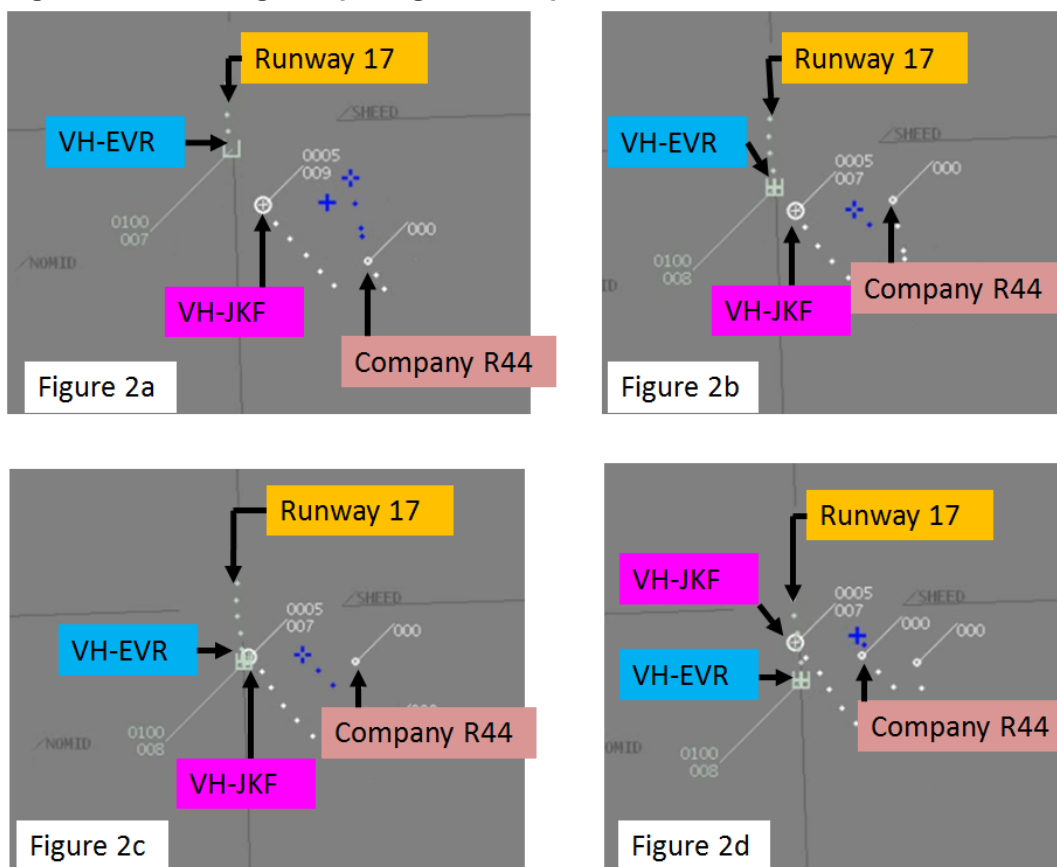 Runway 17
/SHEED
VH-EVR
0005
009
0100
007
/000
/NOMID
VH-JKF
Company R44
Figure 2a
Runway 17
/SHEED
VH-EVR
0005
007
/000
0100
008
ID
Company R44
VH-JKF
Figure 2b
Runway 17
/SHEED
0005
007
/000
VH-EVR
Company R44
0100
008
/NOMID
VH-JKF
Figure 2c
Runway 17
VH-JKF
/SHEED
0005
007
/000
/000
VH-EVR
Company R44
OMID
0100
008
Figure 2d